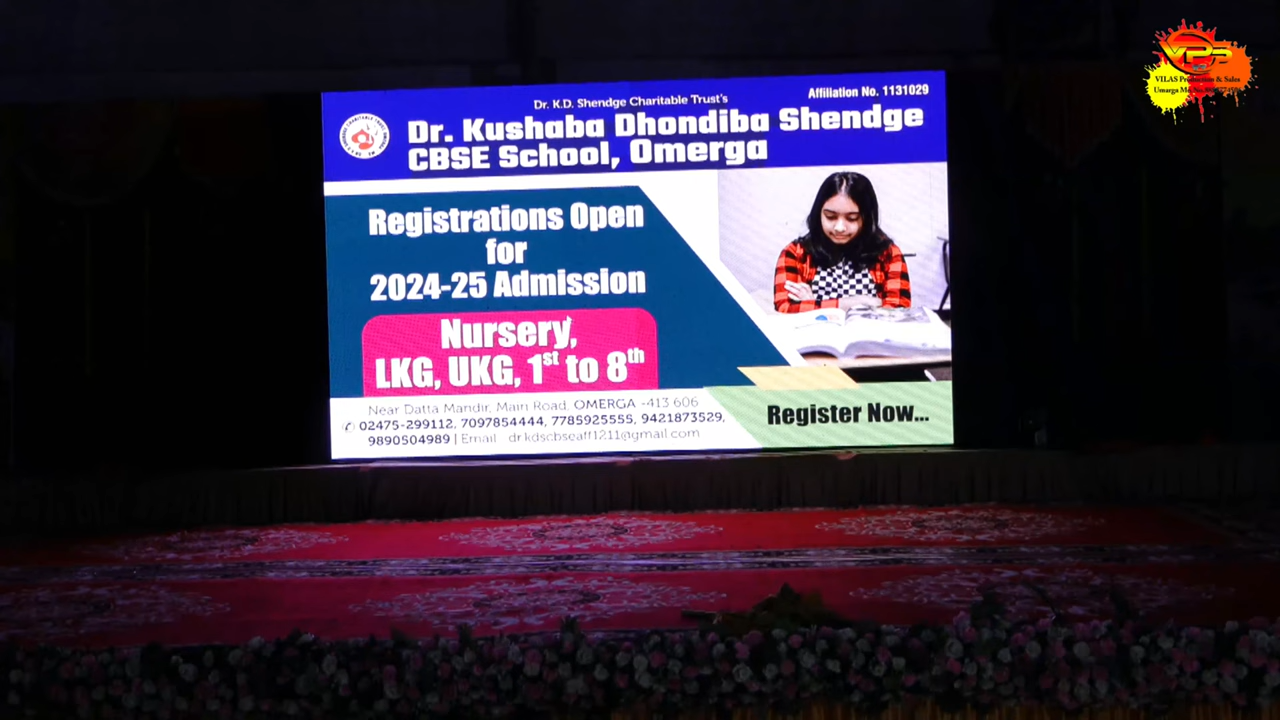 VPS
VILAS Production & Sales
Dr. K.D. Shendge Charitable Trust's
Affiliation No. 1131029
Dr. Kushaba Dhondiba Shendge
CBSE School, Omerga
Registrations Open
for
2024-25 Admission
Nursery,
LKG, UKG, 1st to 8th
Near Datta Mandir, Main Road, OMERGA -413 606
✆ 02475-299112, 7097854444, 7785925555, 9421873529,
9890504989 | Email dr.kdscbseaff1211@gmail.com
Register Now...